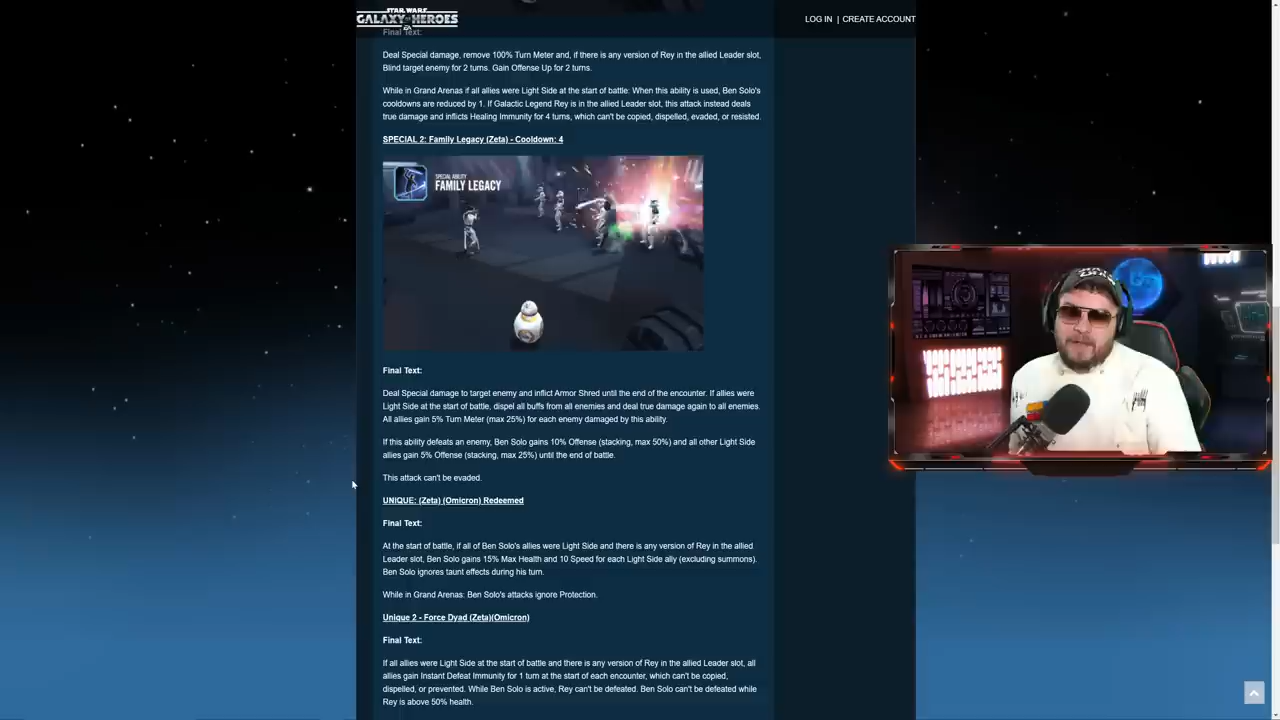 STAR WARS
GALAXY OF HEROES
LOG IN | CREATE ACCOUNT
Final Text:
Deal Special damage, remove 100% Turn Meter and, if there is any version of Rey in the allied Leader slot,
Blind target enemy for 2 turns. Gain Offense Up for 2 turns.
While in Grand Arenas if all allies were Light Side at the start of battle: When this ability is used, Ben Solo's
cooldowns are reduced by 1. If Galactic Legend Rey is in the allied Leader slot, this attack instead deals
true damage and inflicts Healing Immunity for 4 turns, which can't be copied, dispelled, evaded, or resisted.
SPECIAL 2: Family Legacy (Zeta) - Cooldown: 4
SPECIAL ABILITY
FAMILY LEGACY
Final Text:
Deal Special damage to target enemy and inflict Armor Shred until the end of the encounter. If allies were
Light Side at the start of battle, dispel all buffs from all enemies and deal true damage again to all enemies.
All allies gain 5% Turn Meter (max 25%) for each enemy damaged by this ability.
If this ability defeats an enemy, Ben Solo gains 10% Offense (stacking, max 50%) and all other Light Side
allies gain 5% Offense (stacking, max 25%) until the end of battle.
This attack can't be evaded.
UNIQUE: (Zeta) (Omicron) Redeemed
Final Text:
At the start of battle, if all of Ben Solo's allies were Light Side and there is any version of Rey in the allied
Leader slot, Ben Solo gains 15% Max Health and 10 Speed for each Light Side ally (excluding summons).
Ben Solo ignores taunt effects during his turn.
While in Grand Arenas: Ben Solo's attacks ignore Protection.
Unique 2 - Force Dyad (Zeta)(Omicron)
Final Text:
If all allies were Light Side at the start of battle and there is any version of Rey in the allied Leader slot, all
allies gain Instant Defeat Immunity for 1 turn at the start of each encounter, which can't be copied,
dispelled, or prevented. While Ben Solo is active, Rey can't be defeated. Ben Solo can't be defeated while
Rey is above 50% health.